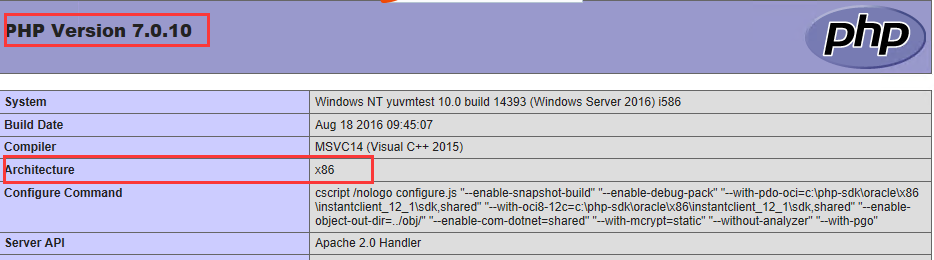 PHP Version 7.0.10
php
System Windows NT yuvmtest 10.0 build 14393 (Windows Server 2016) i586
Build Date Aug 18 2016 09:45:07
Compiler MSVC14 (Visual C++ 2015)
Architecture x86
Configure Command cscript /nologo configure.js "--enable-snapshot-build" "--enable-debug-pack" "--with-pdo-oci=c:\php-sdk\oracle\x86
\instantclient_12_1\sdk,shared" "--with-oci8-12c=c:\php-sdk\oracle\x86\instantclient_12_1\sdk,shared" "--enable-
object-out-dir=../obj/" "--enable-com-dotnet=shared" "--with-mcrypt=static" "--without-analyzer" "--with-pgo"
Server API Apache 2.0 Handler